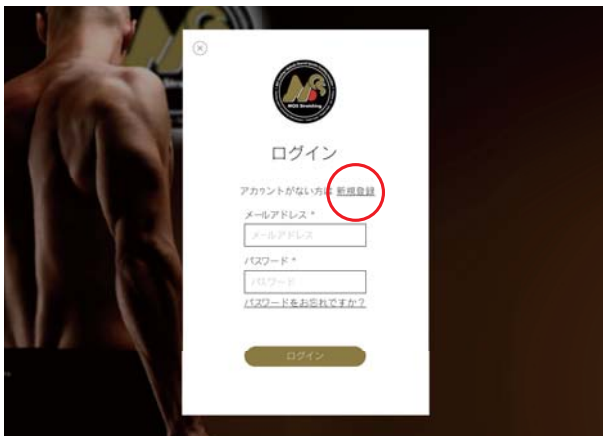 MOS Stretching
ログイン
アカウントがない方は 新規登録
メールアドレス *
メールアドレス
パスワード *
パスワード
パスワードをお忘れですか？
ログイン